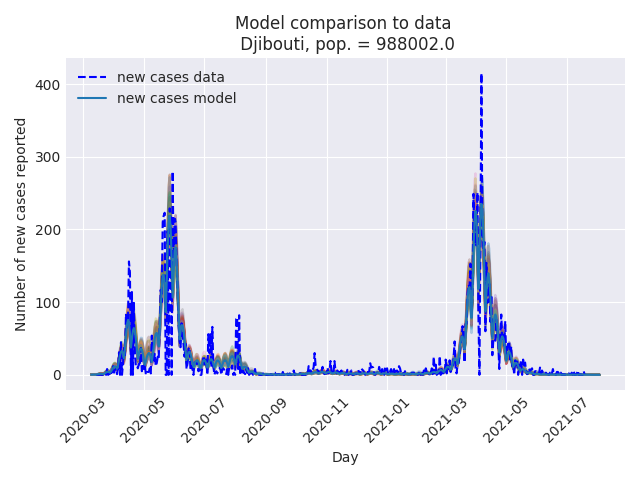 Model comparison to data
Djibouti, pop. = 988002.0
new cases data
new cases model
Number of new cases reported
400
300
200
100
0
2020-03
2020-05
2020-07
2020-09
2020-11
2021-01
2021-03
2021-05
2021-07
Day